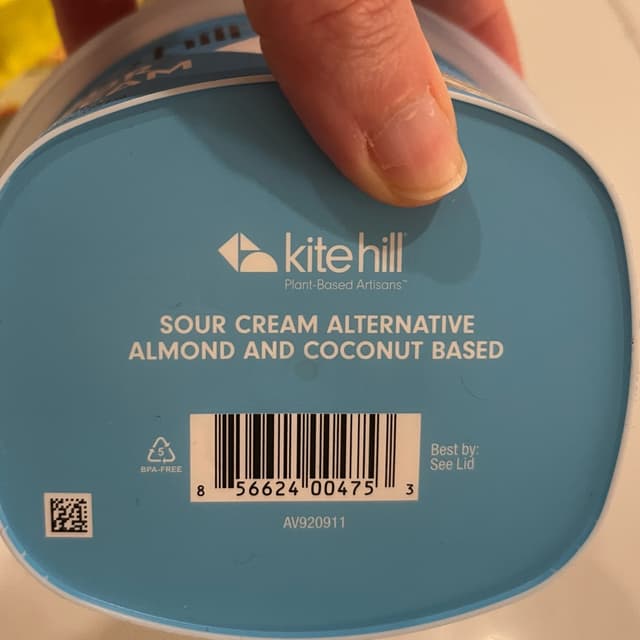 kite hill
Plant-Based Artisans™
SOUR CREAM ALTERNATIVE
ALMOND AND COCONUT BASED
5
BPA-FREE
8 56624 00475 3
Best by:
See Lid
AV920911